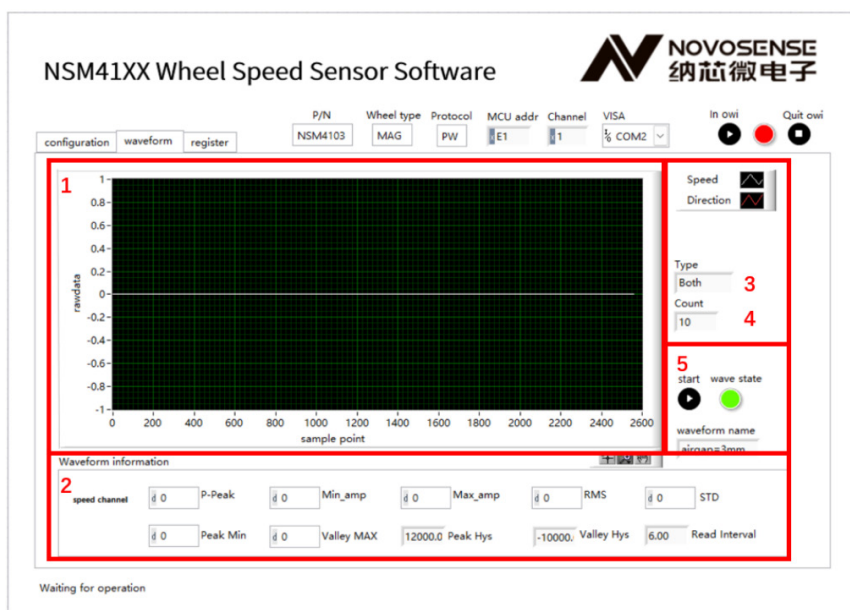 NOVOSENSE
纳芯微电子
NSM41XX Wheel Speed Sensor Software
P/N Wheel type Protocol MCU addr Channel VISA In owi Quit owi
configuration waveform register NSM4103 MAG PW E1 1 COM2
1
1
0.8
0.6
0.4
0.2
0
-0.2
-0.4
-0.6
-0.8
-1
rawdata
0 200 400 600 800 1000 1200 1400 1600 1800 2000 2200 2400 2600
sample point
Speed
Direction
Type
Both 3
Count
10 4
5
start wave state
waveform name
airgap=3mm
Waveform information
2
speed channel d 0 P-Peak d 0 Min_amp d 0 Max_amp d 0 RMS d 0 STD
d 0 Peak Min d 0 Valley MAX 12000.0 Peak Hys -10000. Valley Hys 6.00 Read Interval
Waiting for operation